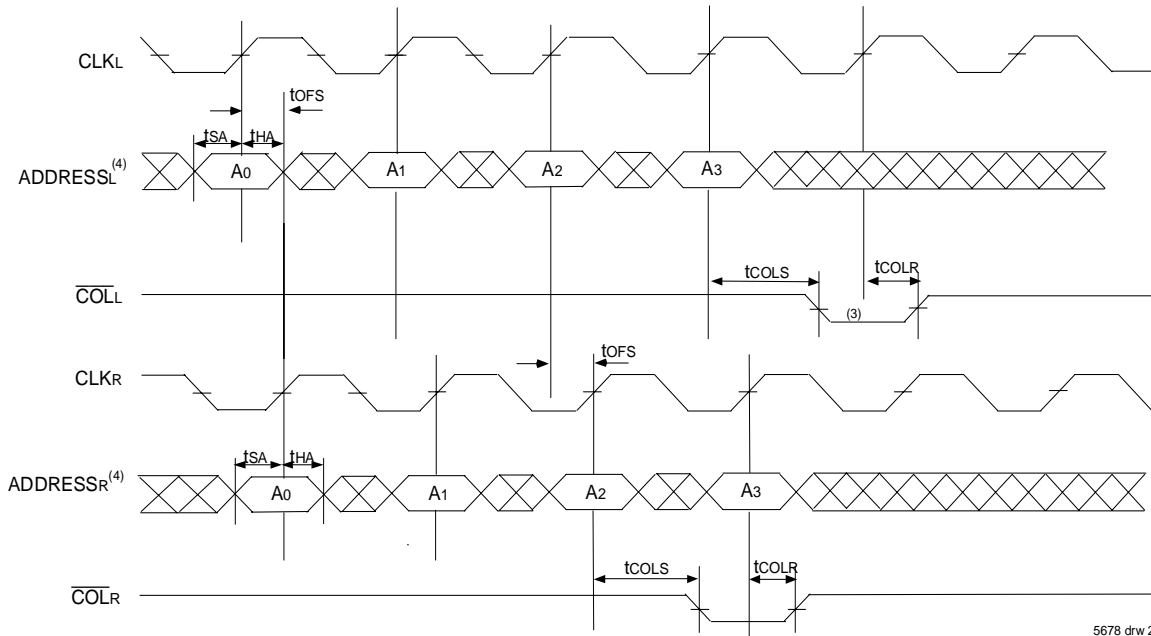 CLKL
tOFS
tSA tHA
ADDRESSL(4) A0 A1 A2 A3
tCOLS tCOLR
COLL (3)
tOFS
CLKR
tSA tHA
ADDRESSR(4) A0 A1 A2 A3
tCOLS tCOLR
COLR
5678 drw 2